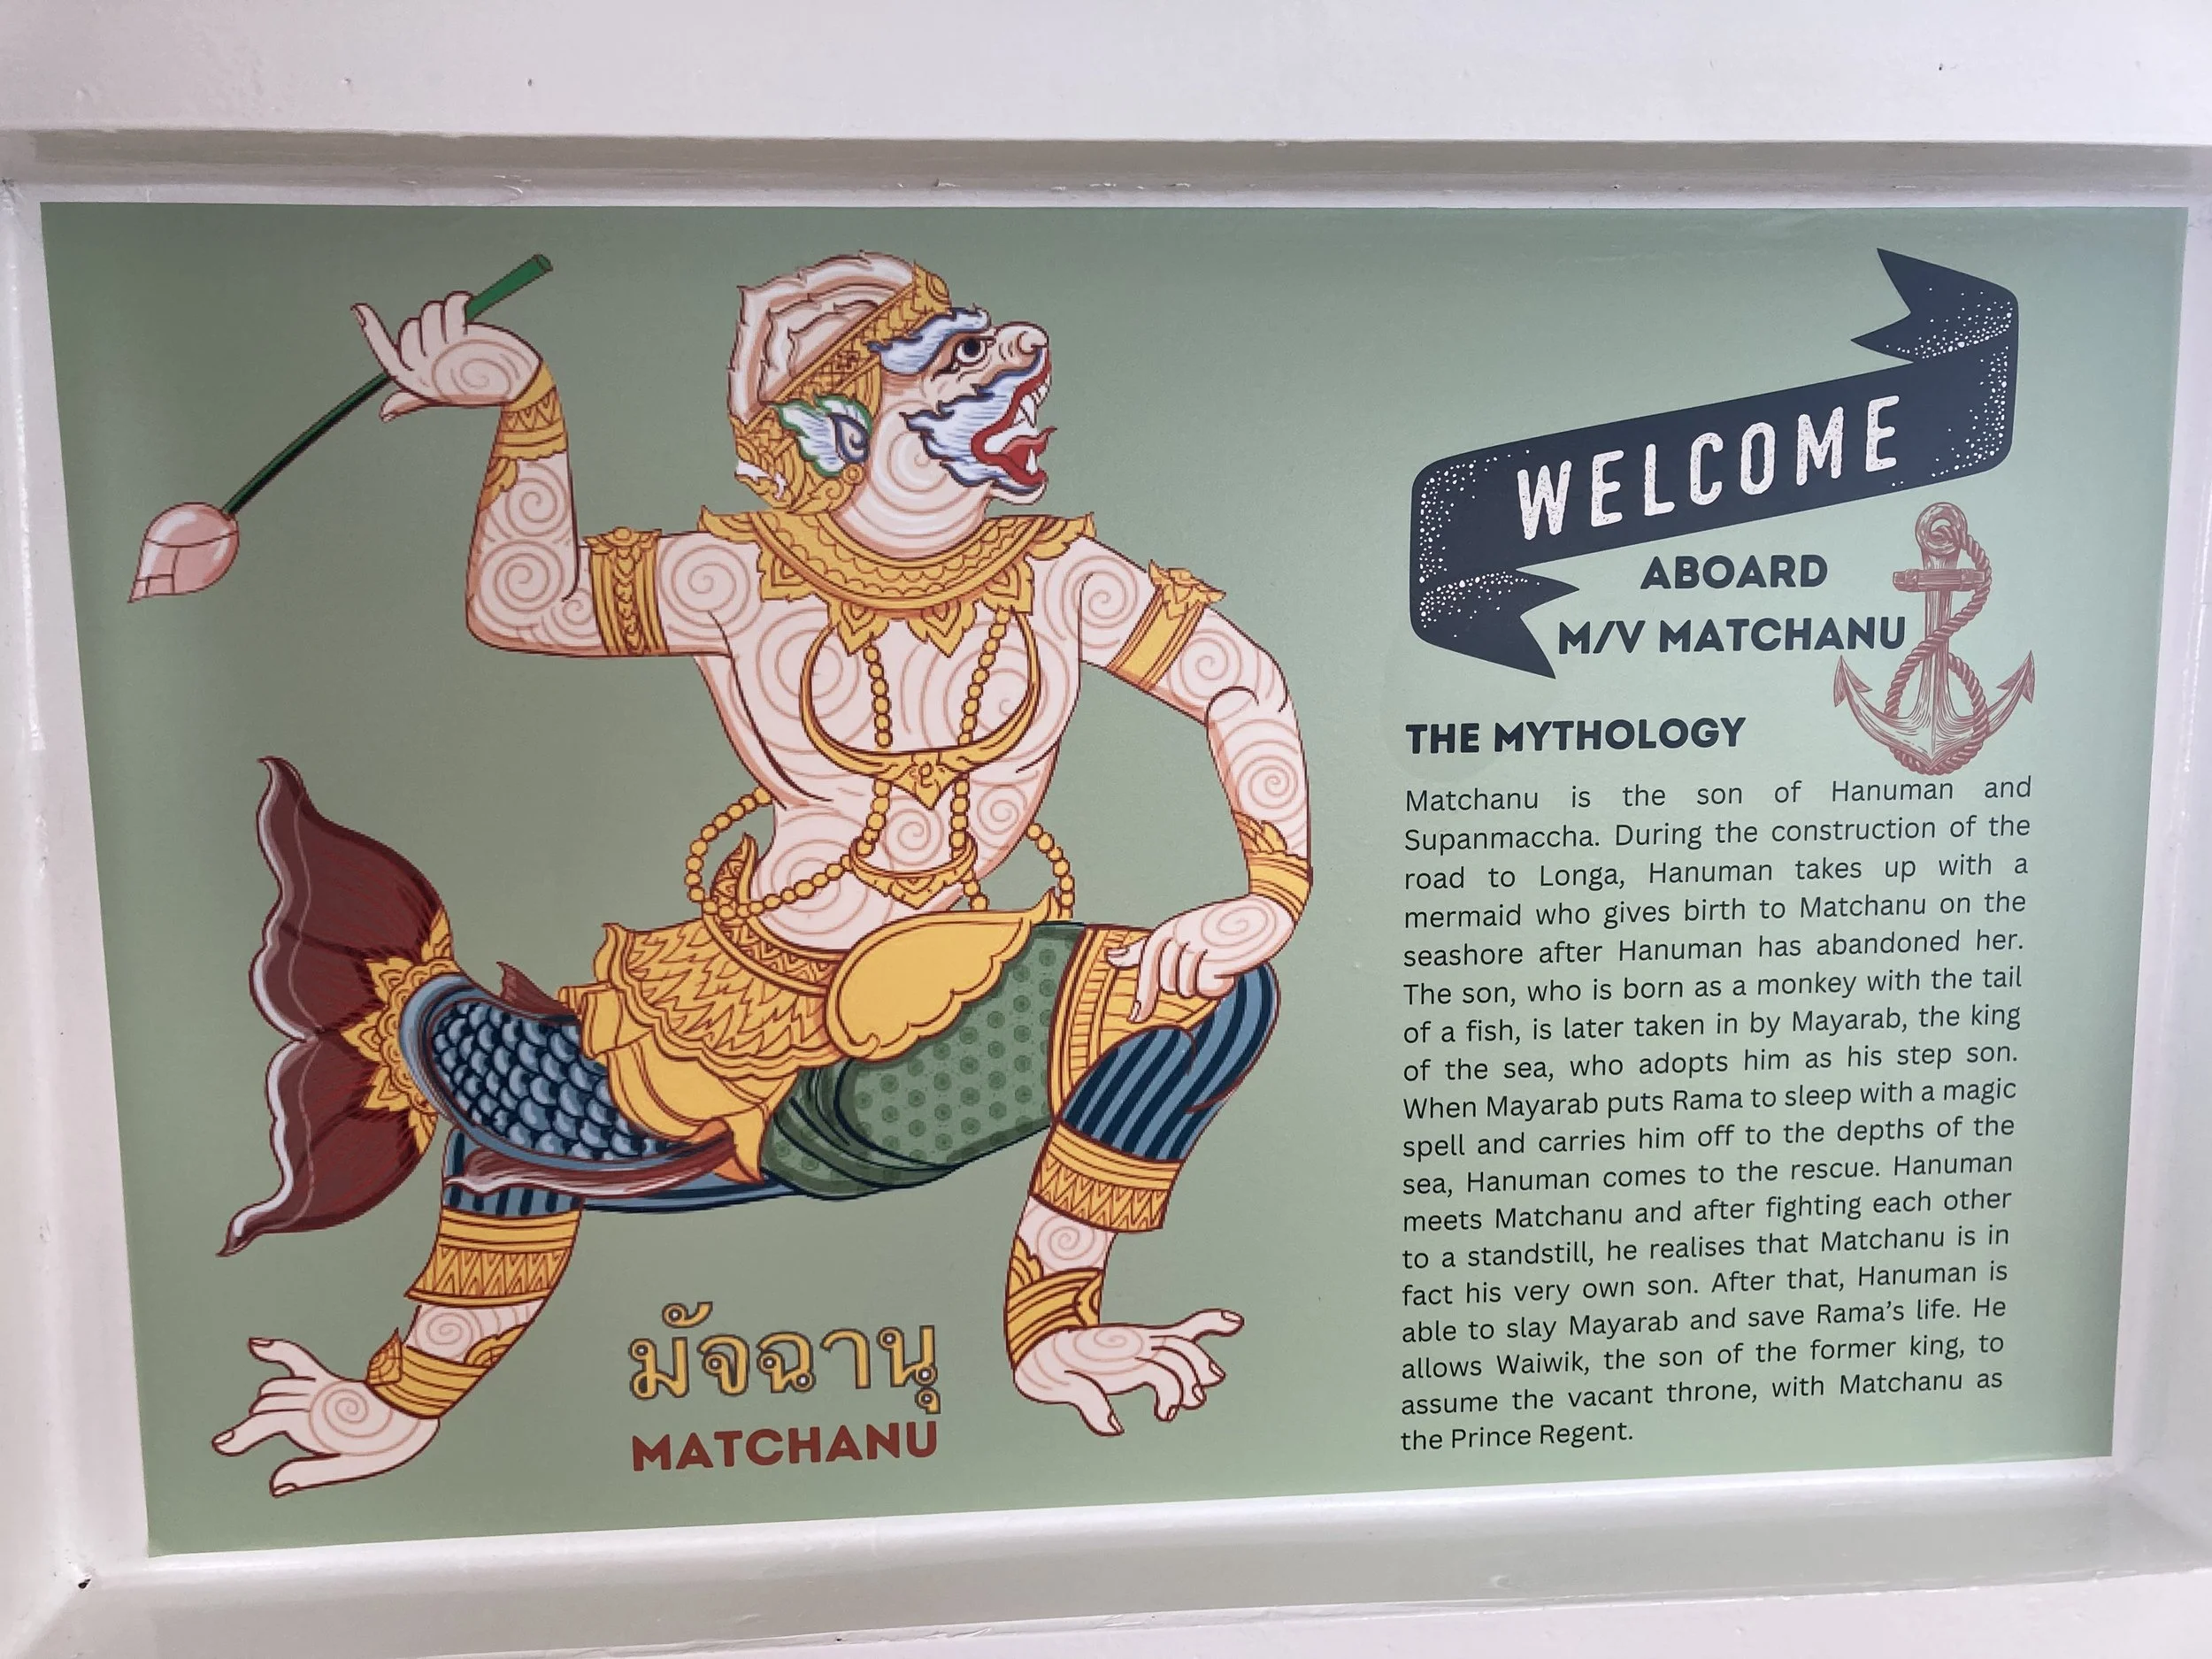 WELCOME
ABOARD
M/V MATCHANU
THE MYTHOLOGY
Matchanu is the son of Hanuman and
Supanmaccha. During the construction of the
road to Longa, Hanuman takes up with a
mermaid who gives birth to Matchanu on the
seashore after Hanuman has abandoned her.
The son, who is born as a monkey with the tail
of a fish, is later taken in by Mayarab, the king
of the sea, who adopts him as his step son.
When Mayarab puts Rama to sleep with a magic
spell and carries him off to the depths of the
sea, Hanuman comes to the rescue. Hanuman
meets Matchanu and after fighting each other
to a standstill, he realises that Matchanu is in
fact his very own son. After that, Hanuman is
able to slay Mayarab and save Rama’s life. He
allows Waiwik, the son of the former king, to
assume the vacant throne, with Matchanu as
the Prince Regent.
มัจฉานุ
MATCHANU